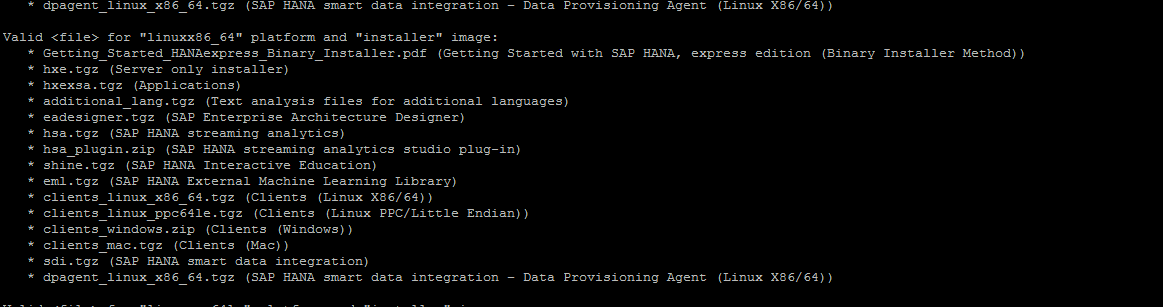 * dpagent_linux_x86_64.tgz (SAP HANA smart data integration - Data Provisioning Agent (Linux X86/64))
Valid <file> for "linuxx86_64" platform and "installer" image:
* Getting_Started_HANAexpress_Binary_Installer.pdf (Getting Started with SAP HANA, express edition (Binary Installer Method))
* hxe.tgz (Server only installer)
* hxexsa.tgz (Applications)
* additional_lang.tgz (Text analysis files for additional languages)
* eadesigner.tgz (SAP Enterprise Architecture Designer)
* hsa.tgz (SAP HANA streaming analytics)
* hsa_plugin.zip (SAP HANA streaming analytics studio plug-in)
* shine.tgz (SAP HANA Interactive Education)
* eml.tgz (SAP HANA External Machine Learning Library)
* clients_linux_x86_64.tgz (Clients (Linux X86/64))
* clients_linux_ppc64le.tgz (Clients (Linux PPC/Little Endian))
* clients_windows.zip (Clients (Windows))
* clients_mac.tgz (Clients (Mac))
* sdi.tgz (SAP HANA smart data integration)
* dpagent_linux_x86_64.tgz (SAP HANA smart data integration - Data Provisioning Agent (Linux X86/64))